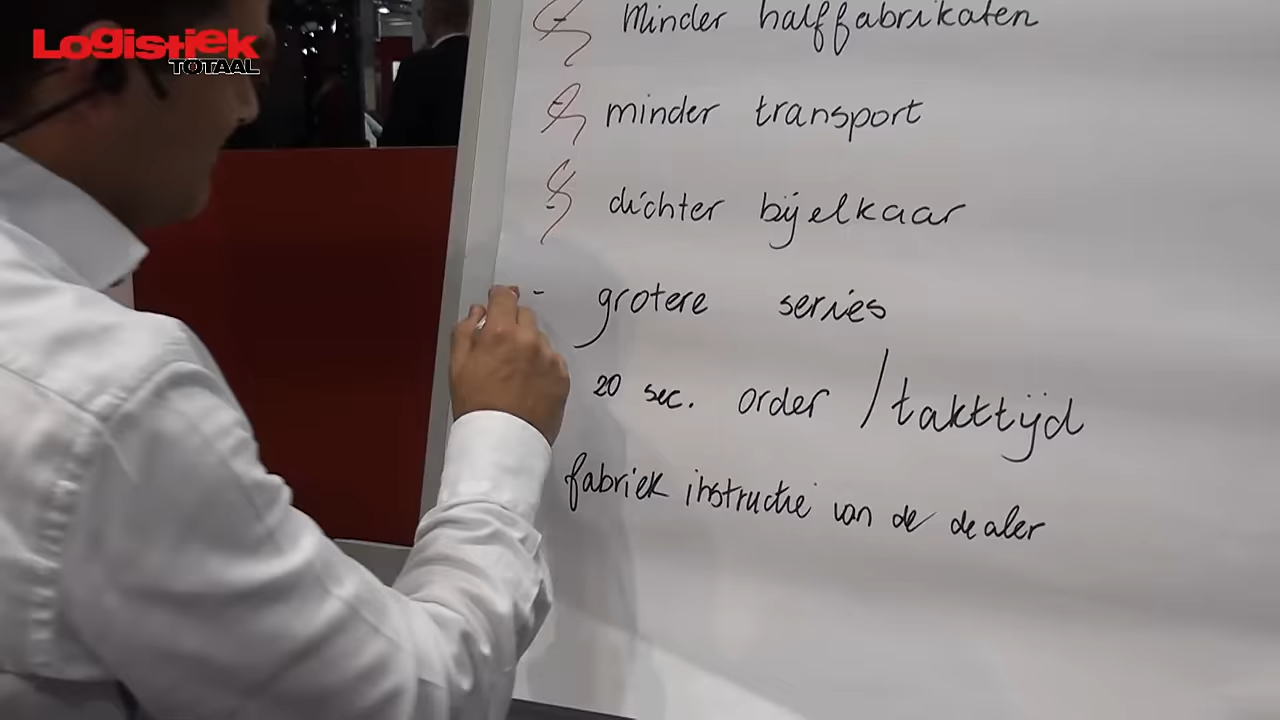 Logistiek
TOTAAL
minder halffabrikaten
minder transport
dichter bij elkaar
- grotere series
20 sec. order / takttijd
fabriek instructie van de dealer